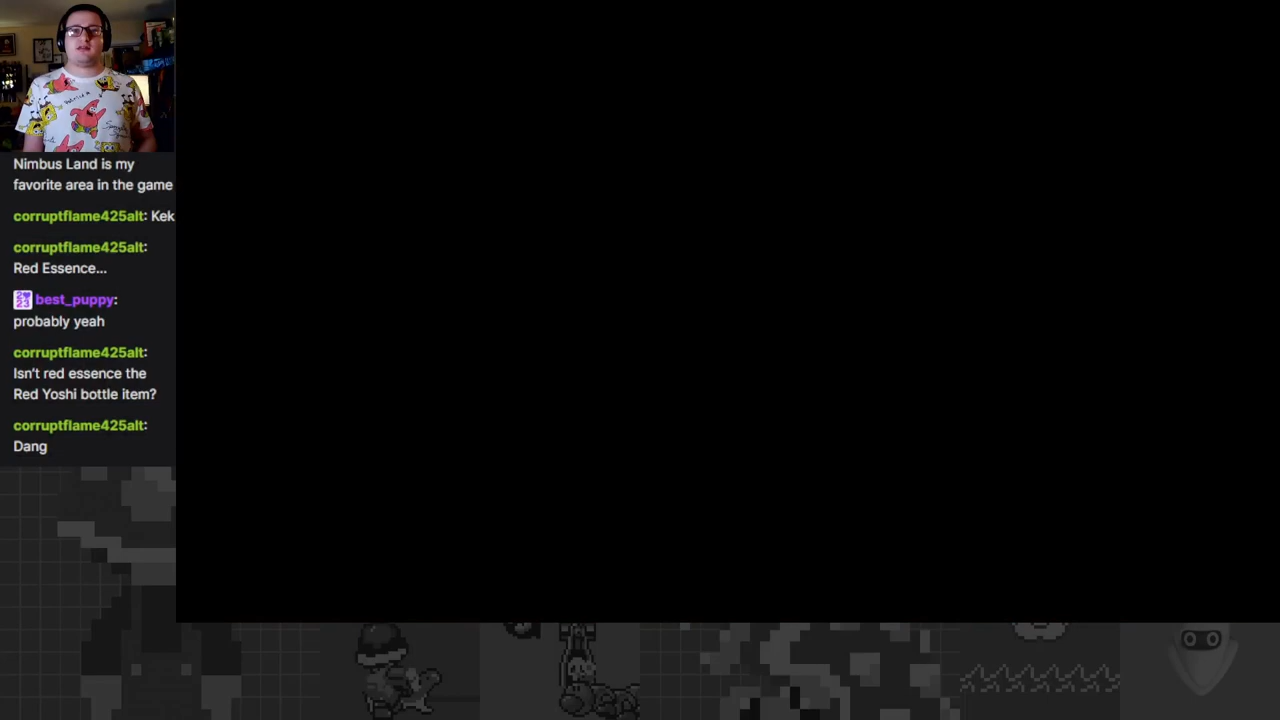 Nimbus Land is my
favorite area in the game
corruptflame425alt: Kek
corruptflame425alt:
Red Essence...
best_puppy:
probably yeah
corruptflame425alt:
Isn't red essence the
Red Yoshi bottle item?
corruptflame425alt:
Dang